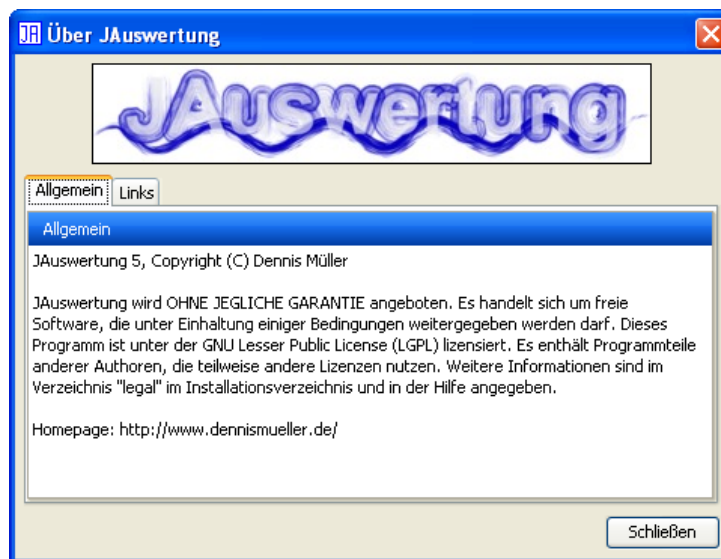 JA Über JAuswertung
JAuswertung
Allgemein Links
Allgemein
JAuswertung 5, Copyright (C) Dennis Müller
JAuswertung wird OHNE JEGLICHE GARANTIE angeboten. Es handelt sich um freie
Software, die unter Einhaltung einiger Bedingungen weitergegeben werden darf. Dieses
Programm ist unter der GNU Lesser Public License (LGPL) lizensiert. Es enthält Programmteile
anderer Authoren, die teilweise andere Lizenzen nutzen. Weitere Informationen sind im
Verzeichnis "legal" im Installationsverzeichnis und in der Hilfe angegeben.
Homepage: http://www.dennismueller.de/
Schließen